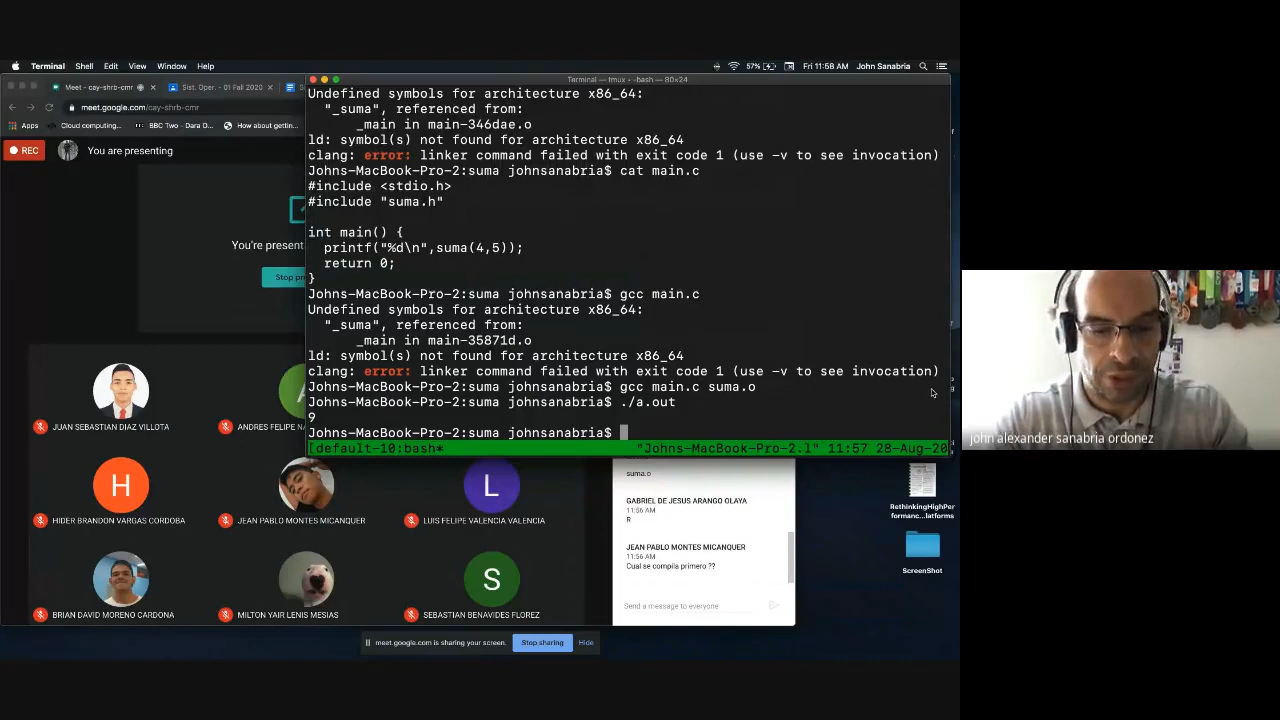 Terminal Shell Edit View Window Help
57% Fri 11:58 AM John Sanabria
Meet - cay-shrb-cmr
Sist. Oper. - 01 Fall 2020
meet.google.com/cay-shrb-cmr
Apps Cloud computing... BBC Two - Dara O... How about gettin...
REC You are presenting
Terminal — tmux • -bash — 80×24
Undefined symbols for architecture x86_64:
"_suma", referenced from:
_main in main-346dae.o
ld: symbol(s) not found for architecture x86_64
clang: error: linker command failed with exit code 1 (use -v to see invocation)
Johns-MacBook-Pro-2:suma johnsanabria$ cat main.c
#include <stdio.h>
#include "suma.h"
int main() {
printf("%d\n",suma(4,5));
return 0;
}
Johns-MacBook-Pro-2:suma johnsanabria$ gcc main.c
Undefined symbols for architecture x86_64:
"_suma", referenced from:
_main in main-35871d.o
ld: symbol(s) not found for architecture x86_64
clang: error: linker command failed with exit code 1 (use -v to see invocation)
Johns-MacBook-Pro-2:suma johnsanabria$ gcc main.c suma.o
Johns-MacBook-Pro-2:suma johnsanabria$ ./a.out
9
Johns-MacBook-Pro-2:suma johnsanabria$
[default-10:bash* "Johns-MacBook-Pro-2.l" 11:57 28-Aug-20
You're present
Stop pre
JUAN SEBASTIAN DIAZ VILLOTA
ANDRES FELIPE NA
H
L
HIDER BRANDON VARGAS CORDOBA
JEAN PABLO MONTES MICANQUER
LUIS FELIPE VALENCIA VALENCIA
S
BRIAN DAVID MORENO CARDONA
MILTON YAIR LENIS MESIAS
SEBASTIAN BENAVIDES FLOREZ
suma.o
GABRIEL DE JESUS ARANGO OLAYA
11:56 AM
R
JEAN PABLO MONTES MICANQUER
11:56 AM
Cual se compila primero ??
Send a message to everyone
RethinkingHighPer
formanc...latforms
ScreenShot
meet.google.com is sharing your screen. Stop sharing Hide
john alexander sanabria ordonez